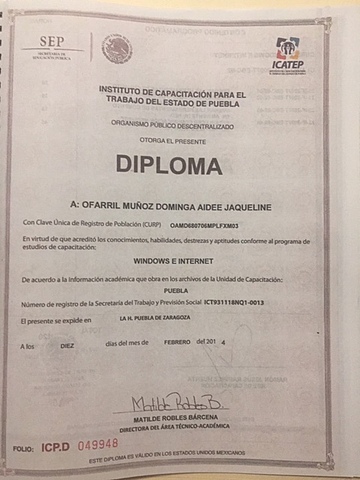 SEP
SECRETARÍA DE
EDUCACIÓN PÚBLICA
ICATEP
INSTITUTO DE CAPACITACIÓN PARA EL
TRABAJO DEL ESTADO DE PUEBLA
ORGANISMO PÚBLICO DESCENTRALIZADO
OTORGA EL PRESENTE
DIPLOMA
A: OFARRIL MUÑOZ DOMINGA AIDEE JAQUELINE
Con Clave Única de Registro de Población (CURP) OAMD680706MPLFXM03
En virtud de que acreditó los conocimientos, habilidades, destrezas y aptitudes conforme al programa de
estudios de capacitación:
WINDOWS E INTERNET
De acuerdo a la información académica que obra en los archivos de la Unidad de Capacitación:
PUEBLA
Número de registro de la Secretaría del Trabajo y Previsión Social ICT931118NQ1-0013
El presente se expide en LA H. PUEBLA DE ZARAGOZA
A los DIEZ días del mes de FEBRERO del 2014
Matilde Robles B.
MATILDE ROBLES BÁRCENA
DIRECTORA DEL ÁREA TÉCNICO-ACADÉMICA
FOLIO: ICP.D 049948
ESTE DIPLOMA ES VÁLIDO EN LOS ESTADOS UNIDOS MEXICANOS